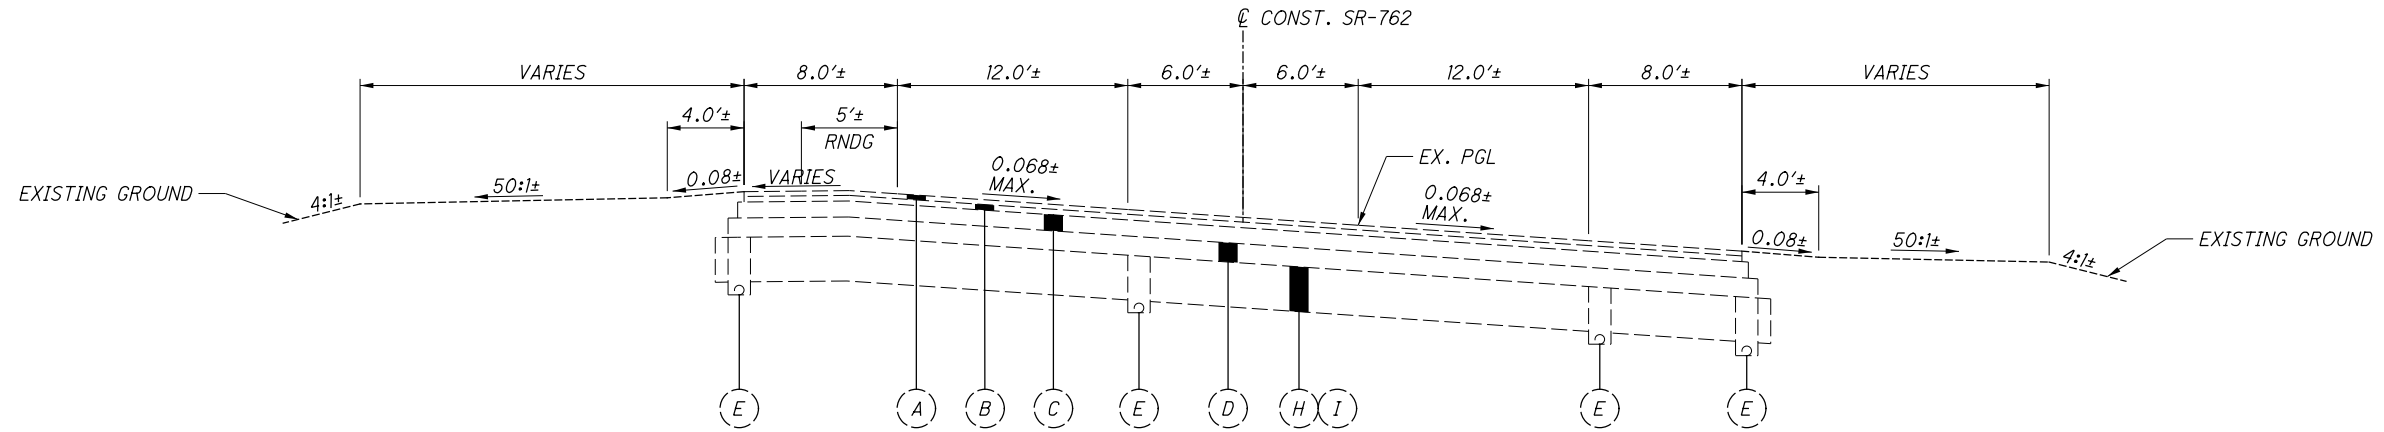 ℄ CONST. SR-762
VARIES 8.0'± 12.0'± 6.0'± 6.0'± 12.0'± 8.0'± VARIES
4.0'± 5'±
RNDG
EX. PGL
0.068±
MAX.
0.068±
MAX.
4.0'±
EXISTING GROUND 4:1± 50:1± 0.08± VARIES
0.08± 50:1± 4:1± EXISTING GROUND
E A B C E D H I E E